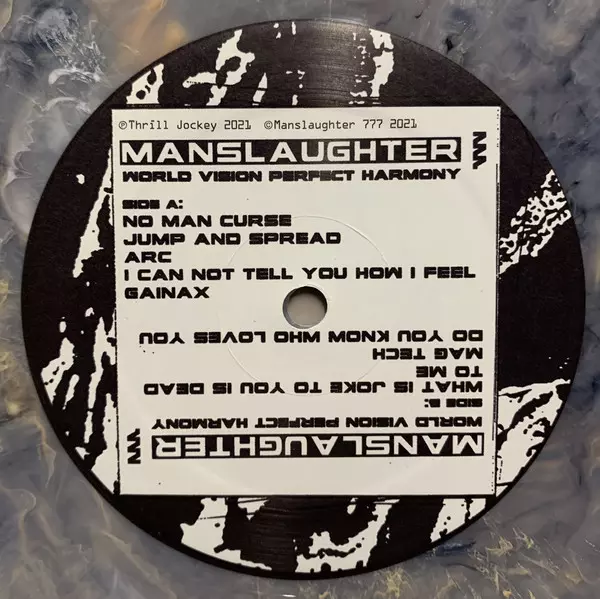 ℗Thrill Jockey 2021 ©Manslaughter 777 2021
MANSLAUGHTER 777
WORLD VISION PERFECT HARMONY
SIDE A:
NO MAN CURSE
JUMP AND SPREAD
ARC
I CAN NOT TELL YOU HOW I FEEL
GAINAX
MANSLAUGHTER 777
WORLD VISION PERFECT HARMONY
SIDE B:
WHAT IS JOKE TO YOU IS DEAD
TO ME
MAG TECH
DO YOU KNOW WHO LOVES YOU